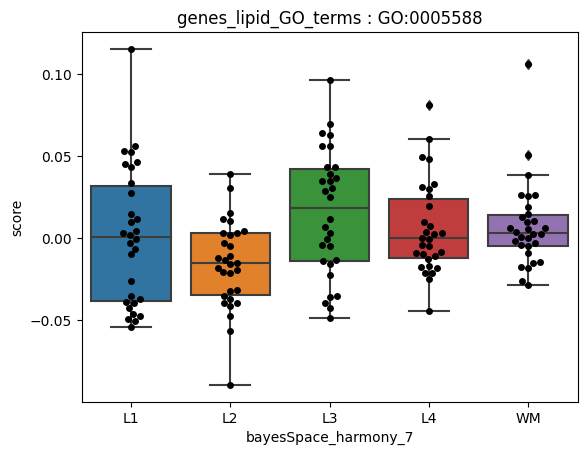 genes_lipid_GO_terms : GO:0005588
score
0.10
0.05
0.00
−0.05
L1 L2 L3 L4 WM
bayesSpace_harmony_7